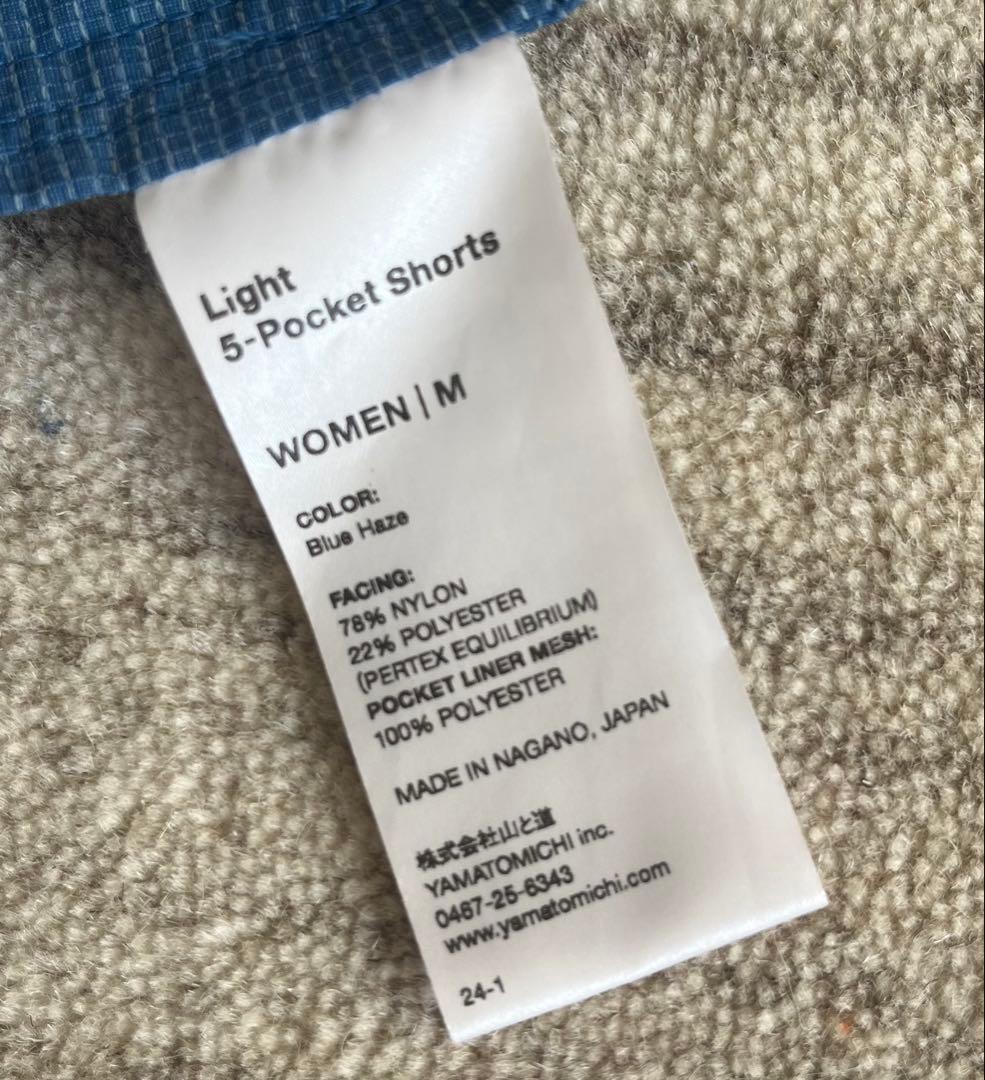 Light
5-Pocket Shorts
WOMEN | M
COLOR:
Blue Haze
FACING:
78% NYLON
22% POLYESTER
(PERTEX EQUILIBRIUM)
POCKET LINER MESH:
100% POLYESTER
MADE IN NAGANO, JAPAN
株式会社山と道
YAMATOMICHI inc.
0467-25-6343
www.yamatomichi.com
24-1